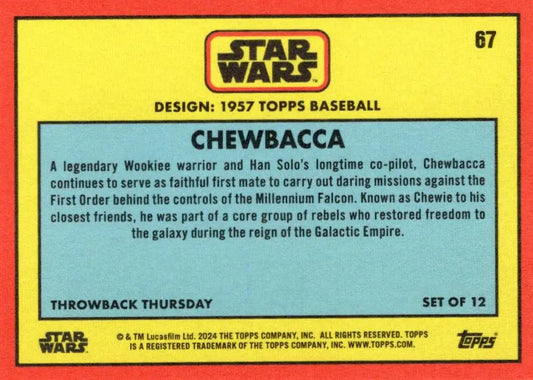 67
STAR
WARS™
DESIGN: 1957 TOPPS BASEBALL
CHEWBACCA
A legendary Wookiee warrior and Han Solo's longtime co-pilot, Chewbacca
continues to serve as faithful first mate to carry out daring missions against the
First Order behind the controls of the Millennium Falcon. Known as Chewie to his
closest friends, he was part of a core group of rebels who restored freedom to
the galaxy during the reign of the Galactic Empire.
THROWBACK THURSDAY SET OF 12
STAR
WARS
© & TM Lucasfilm Ltd. 2024 THE TOPPS COMPANY, INC. ALL RIGHTS RESERVED. TOPPS
IS A REGISTERED TRADEMARK OF THE TOPPS COMPANY, INC. WWW.TOPPS.COM.
Topps